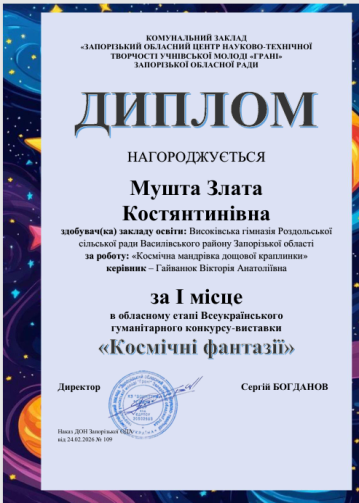 КОМУНАЛЬНИЙ ЗАКЛАД
«ЗАПОРІЗЬКИЙ ОБЛАСНИЙ ЦЕНТР НАУКОВО-ТЕХНІЧНОЇ
ТВОРЧОСТІ УЧНІВСЬКОЇ МОЛОДІ «ГРАНІ»
ЗАПОРІЗЬКОЇ ОБЛАСНОЇ РАДИ
ДИПЛОМ
НАГОРОДЖУЄТЬСЯ
Мушта Злата
Костянтинівна
здобувач(ка) закладу освіти: Високівська гімназія Роздольської
сільської ради Василівського району Запорізької області
за роботу: «Космічна мандрівка дощової краплинки»
керівник – Гайванюк Вікторія Анатоліївна
за І місце
в обласному етапі Всеукраїнського
гуманітарного конкурсу-виставки
«Космічні фантазії»
Директор Сергій БОГДАНОВ
Наказ ДОН Запорізької ОДА
від 24.02.2026 № 109